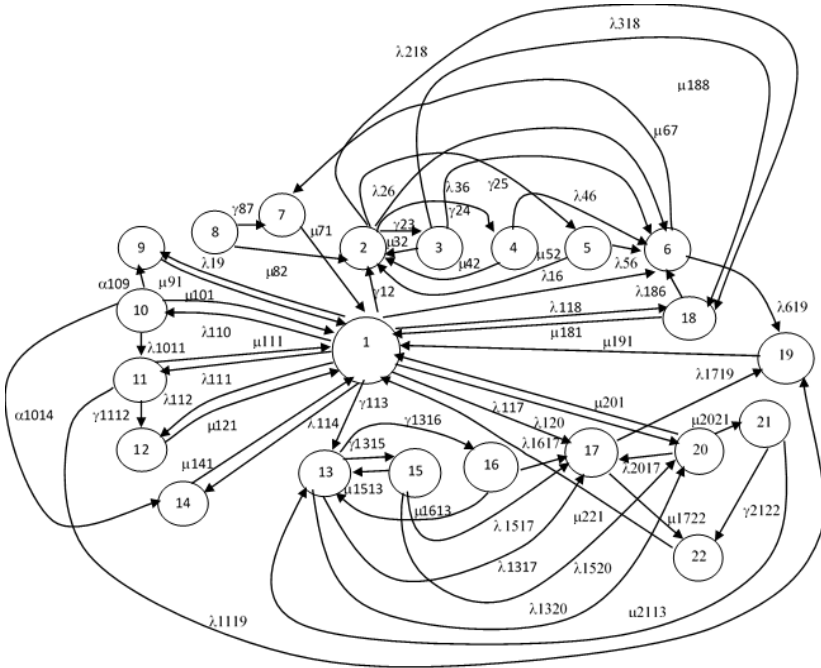 λ318
λ218
μ188
μ67
λ26
λ36
γ25
λ46
γ87
7
γ24
8
μ71
γ23
2
μ32
3
4
μ52
5
6
9
λ19
μ82
μ42
λ16
λ56
α109
μ91
μ101
γ12
λ186
10
λ118
18
λ619
λ110
μ181
λ1011
μ111
1
μ191
19
11
λ111
λ1719
λ112
γ1112
α1014
μ121
λ114
γ113
λ117
λ120
μ201
γ1316
μ2021
21
12
γ1315
λ1617
17
20
μ141
13
15
16
λ2017
14
μ1513
μ1613
μ221
μ1722
γ2122
λ1517
22
λ1317
λ1520
λ1320
μ2113
λ1119